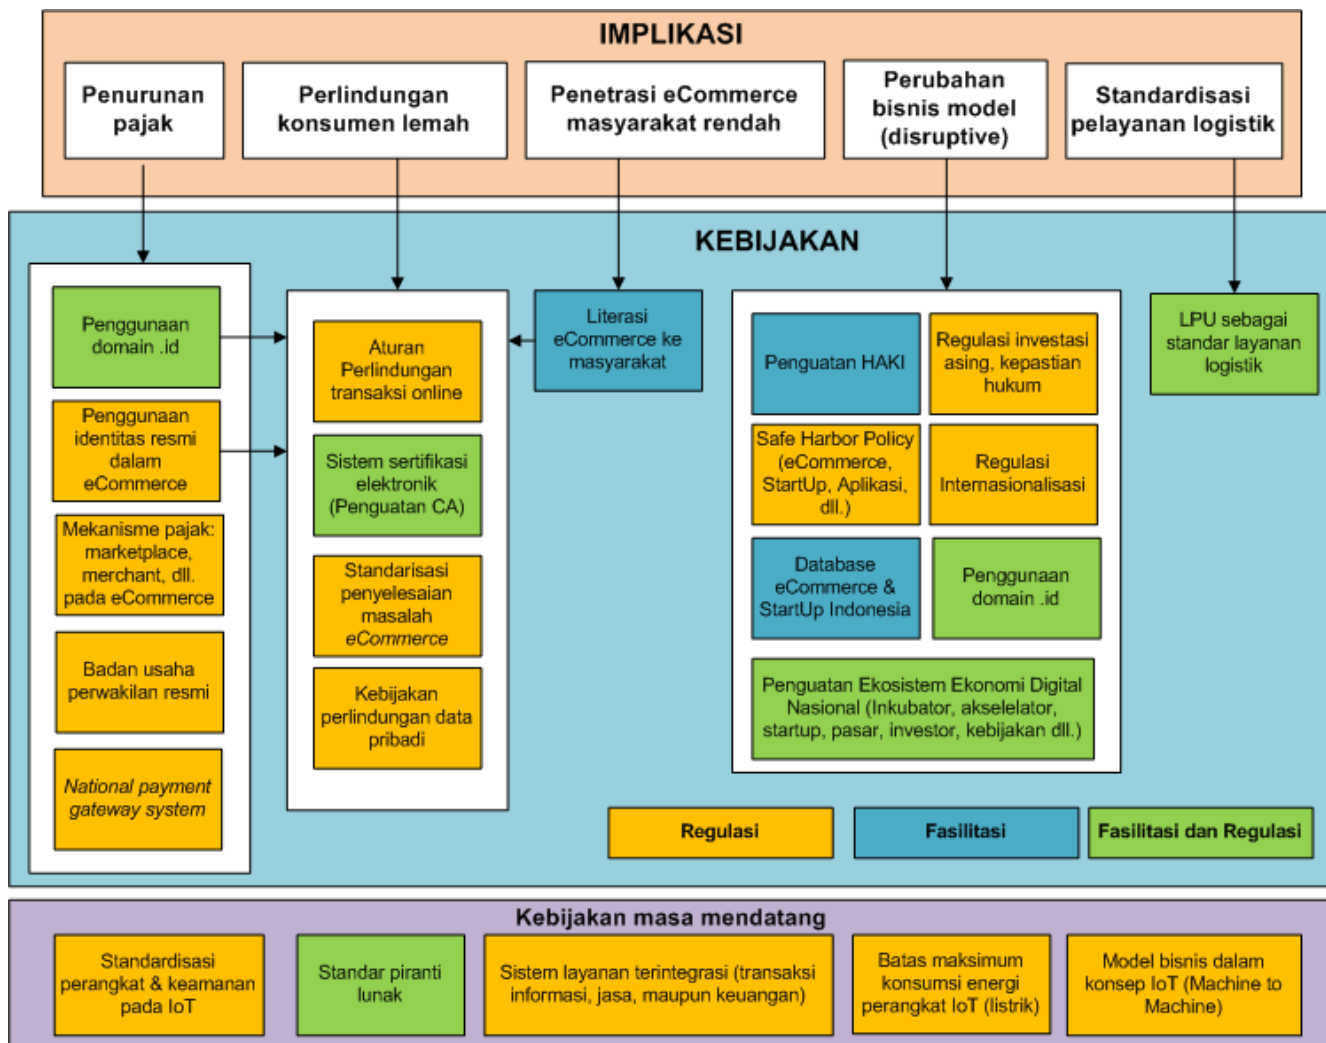 IMPLIKASI
Penurunan
pajak
Perlindungan
konsumen lemah
Penetrasi eCommerce
masyarakat rendah
Perubahan
bisnis model
(disruptive)
Standardisasi
pelayanan logistik
KEBIJAKAN
Penggunaan
domain .id
Penggunaan
identitas resmi
dalam
eCommerce
Mekanisme pajak:
marketplace,
merchant, dll.
pada eCommerce
Badan usaha
perwakilan resmi
National payment
gateway system
Aturan
Perlindungan
transaksi online
Sistem sertifikasi
elektronik
(Penguatan CA)
Standarisasi
penyelesaian
masalah
eCommerce
Kebijakan
perlindungan data
pribadi
Literasi
eCommerce ke
masyarakat
Penguatan HAKI
Regulasi investasi
asing, kepastian
hukum
Safe Harbor Policy
(eCommerce,
StartUp, Aplikasi,
dll.)
Regulasi
Internasionalisasi
Database
eCommerce &
StartUp Indonesia
Penggunaan
domain .id
Penguatan Ekosistem Ekonomi Digital
Nasional (Inkubator, akselelator,
startup, pasar, investor, kebijakan dll.)
LPU sebagai
standar layanan
logistik
Regulasi
Fasilitasi
Fasilitasi dan Regulasi
Kebijakan masa mendatang
Standardisasi
perangkat & keamanan
pada IoT
Standar piranti
lunak
Sistem layanan terintegrasi (transaksi
informasi, jasa, maupun keuangan)
Batas maksimum
konsumsi energi
perangkat IoT (listrik)
Model bisnis dalam
konsep IoT (Machine to
Machine)